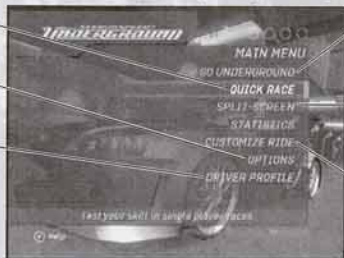 UNDERGROUND
MAIN MENU
GO UNDERGROUND
QUICK RACE
SPLIT-SCREEN
STATISTICS
CUSTOMIZE RIDE
OPTIONS
DRIVER PROFILE
Test your skill in single player races
Help